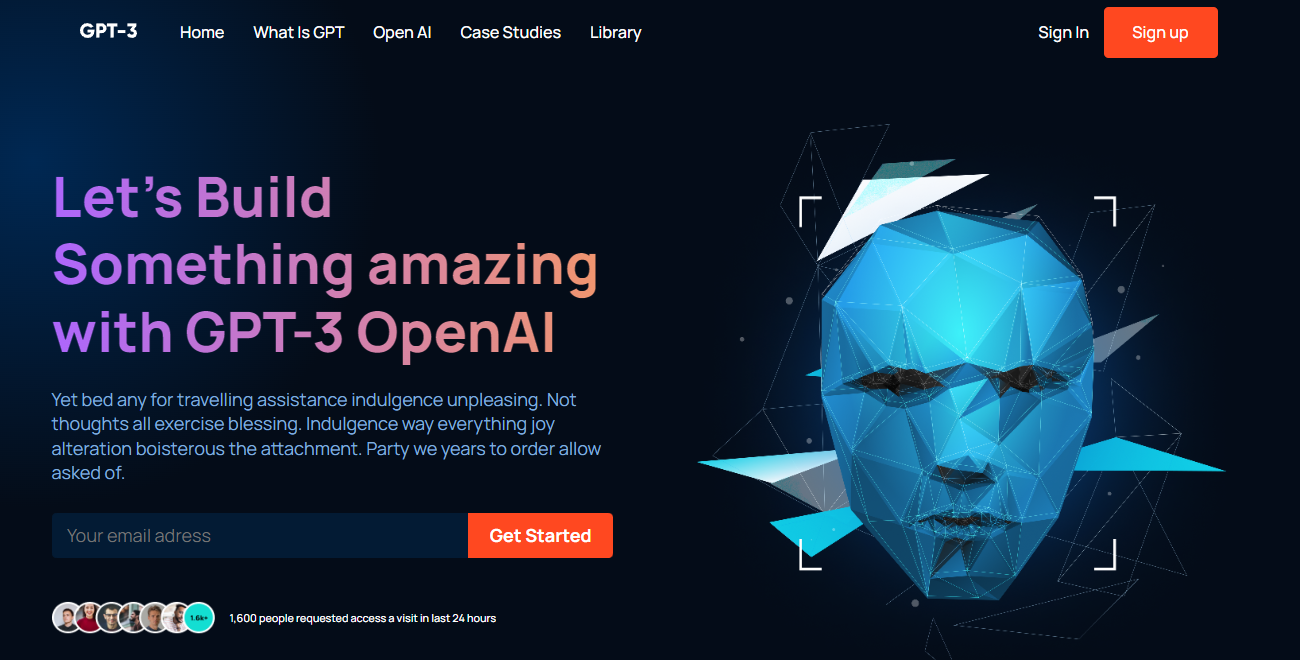 GPT-3 Home What Is GPT Open AI Case Studies Library Sign In Sign up
Let's Build
Something amazing
with GPT-3 OpenAI
Yet bed any for travelling assistance indulgence unpleasing. Not
thoughts all exercise blessing. Indulgence way everything joy
alteration boisterous the attachment. Party we years to order allow
asked of.
Your email adress Get Started
1.6k+ 1,600 people requested access a visit in last 24 hours